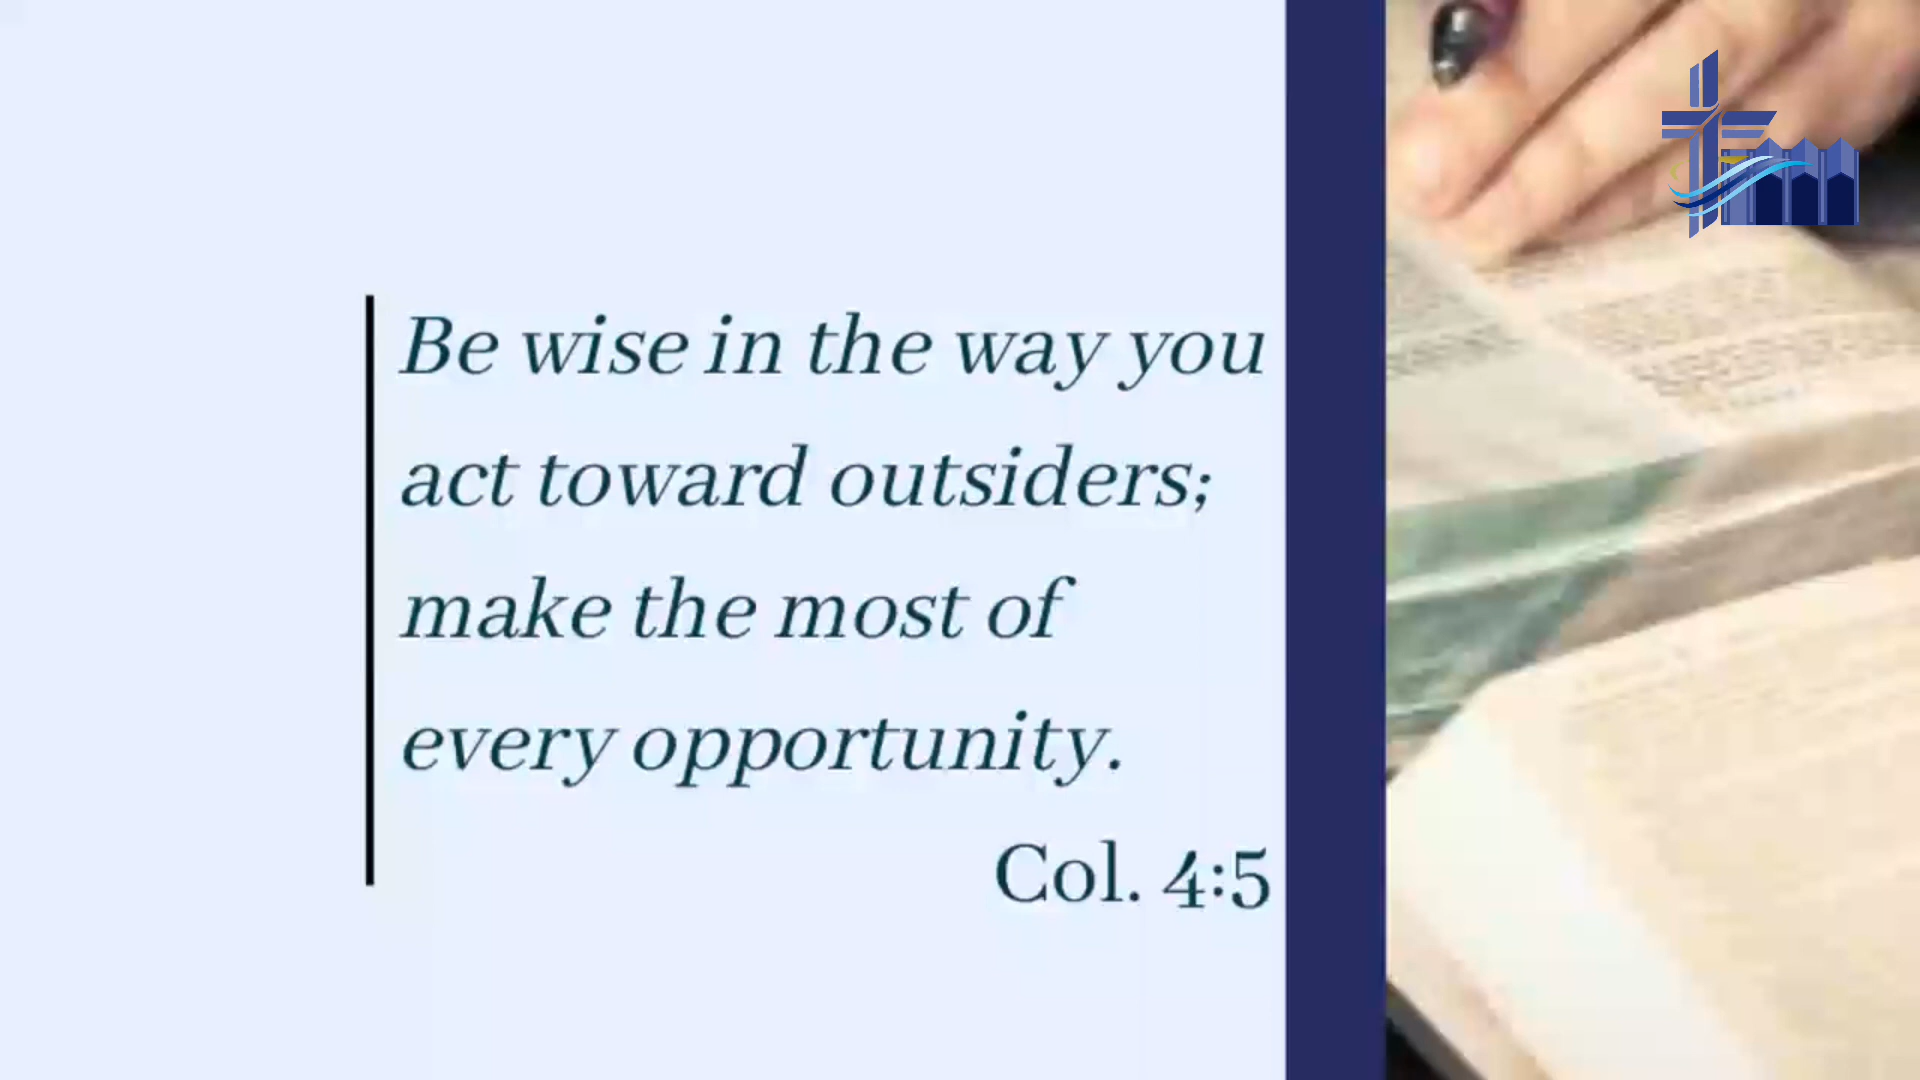 Be wise in the way you
act toward outsiders;
make the most of
every opportunity.
Col. 4:5